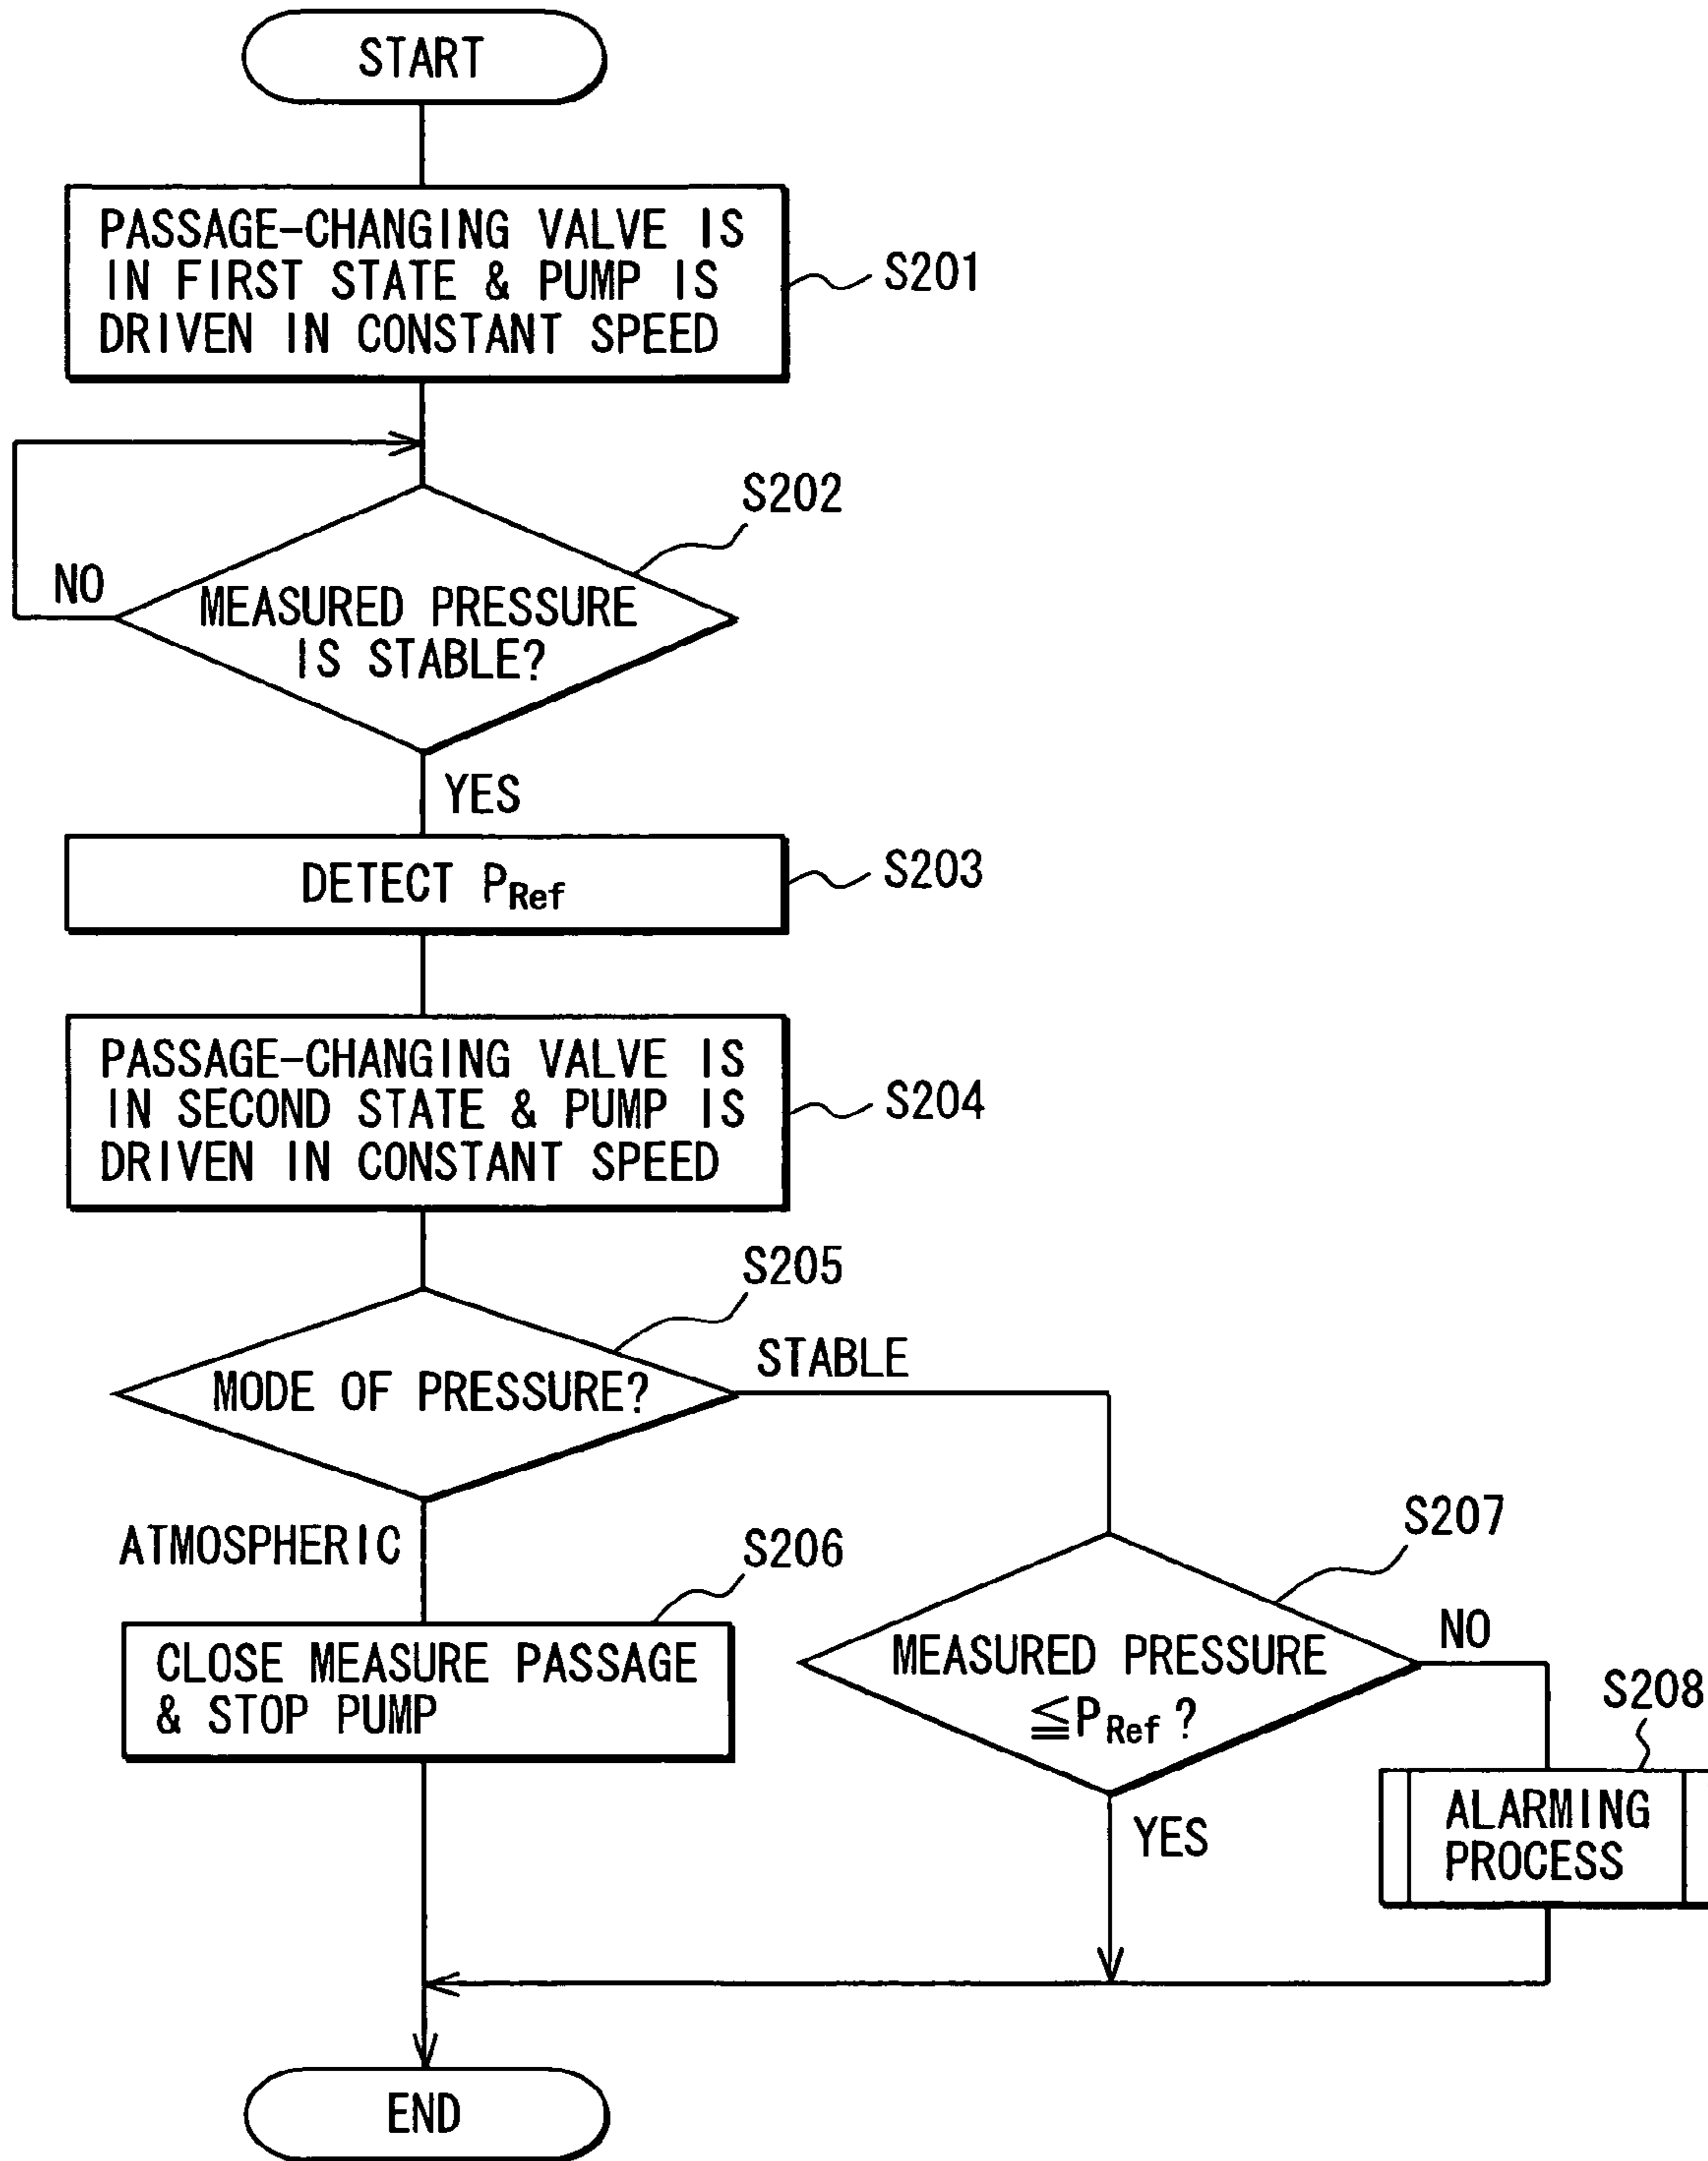 START
PASSAGE-CHANGING VALVE IS
IN FIRST STATE & PUMP IS
DRIVEN IN CONSTANT SPEED
S201
S202
NO
MEASURED PRESSURE
IS STABLE?
YES
DETECT PRef
S203
PASSAGE-CHANGING VALVE IS
IN SECOND STATE & PUMP IS
DRIVEN IN CONSTANT SPEED
S204
S205
STABLE
MODE OF PRESSURE?
ATMOSPHERIC
S206
CLOSE MEASURE PASSAGE
& STOP PUMP
S207
MEASURED PRESSURE
≦PRef ?
NO
YES
S208
ALARMING
PROCESS
END